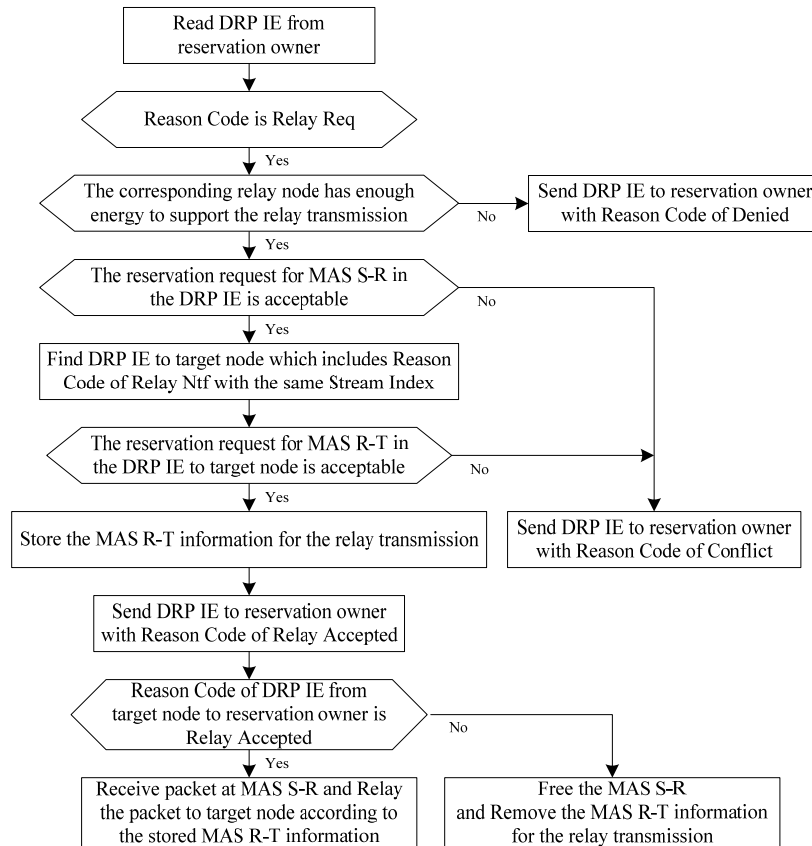 Read DRP IE from
reservation owner
Reason Code is Relay Req
Yes
The corresponding relay node has enough
energy to support the relay transmission
No
Send DRP IE to reservation owner
with Reason Code of Denied
Yes
The reservation request for MAS S-R in
the DRP IE is acceptable
No
Yes
Find DRP IE to target node which includes Reason
Code of Relay Ntf with the same Stream Index
The reservation request for MAS R-T in
the DRP IE to target node is acceptable
No
Yes
Store the MAS R-T information for the relay transmission
Send DRP IE to reservation owner
with Reason Code of Conflict
Send DRP IE to reservation owner
with Reason Code of Relay Accepted
Reason Code of DRP IE from
target node to reservation owner is
Relay Accepted
No
Yes
Receive packet at MAS S-R and Relay
the packet to target node according to
the stored MAS R-T information
Free the MAS S-R
and Remove the MAS R-T information
for the relay transmission